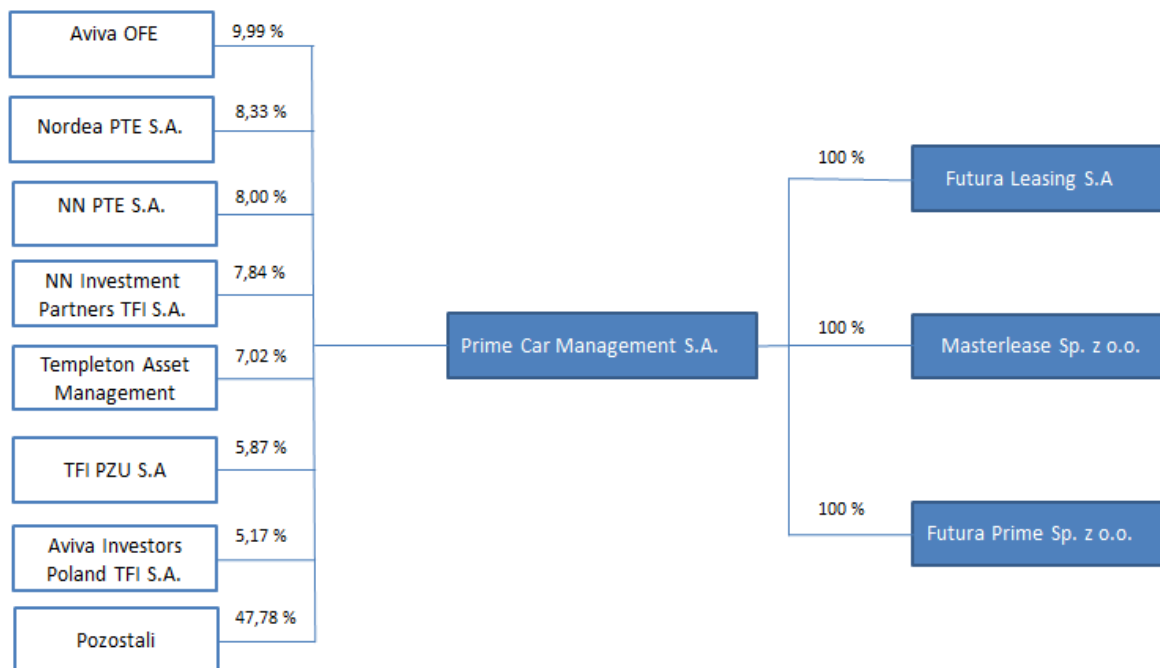 Aviva OFE
9,99 %
Nordea PTE S.A.
8,33 %
NN PTE S.A.
8,00 %
NN Investment
Partners TFI S.A.
7,84 %
Templeton Asset
Management
7,02 %
TFI PZU S.A
5,87 %
Aviva Investors
Poland TFI S.A.
5,17 %
Pozostali
47,78 %
Prime Car Management S.A.
100 %
Futura Leasing S.A
100 %
Masterlease Sp. z o.o.
100 %
Futura Prime Sp. z o.o.